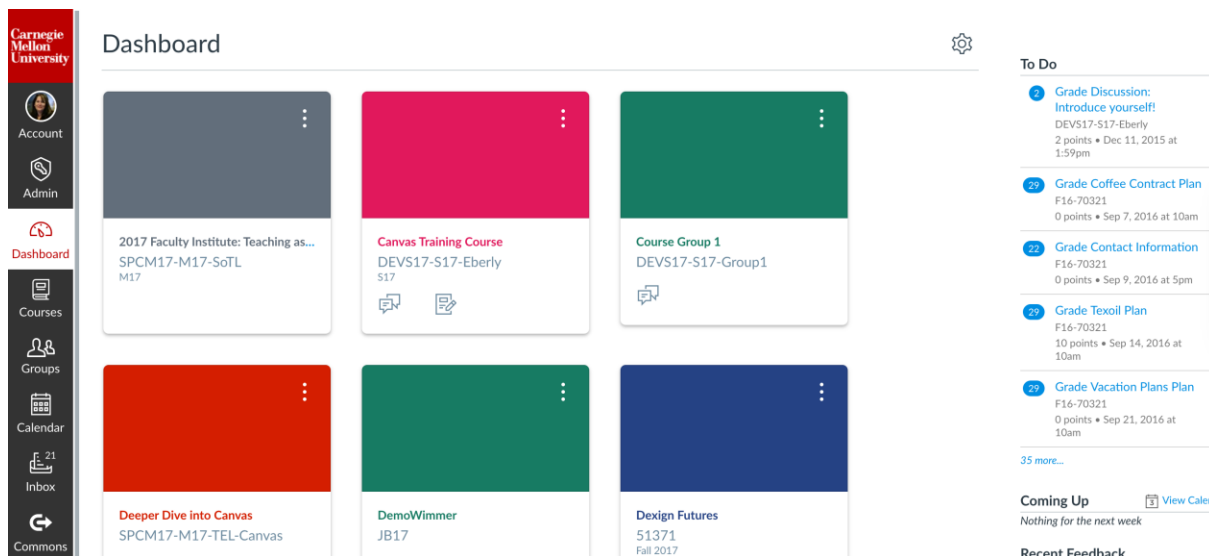 Carnegie
Mellon
University
Account
Admin
Dashboard
Courses
Groups
Calendar
21
Inbox
Commons
Dashboard
2017 Faculty Institute: Teaching as...
SPCM17-M17-SoTL
M17
Canvas Training Course
DEVS17-S17-Eberly
S17
Course Group 1
DEVS17-S17-Group1
Deeper Dive into Canvas
SPCM17-M17-TEL-Canvas
DemoWimmer
JB17
Dexign Futures
51371
Fall 2017
To Do
2 Grade Discussion:
Introduce yourself!
DEVS17-S17-Eberly
2 points • Dec 11, 2015 at
1:59pm
29 Grade Coffee Contract Plan
F16-70321
0 points • Sep 7, 2016 at 10am
22 Grade Contact Information
F16-70321
0 points • Sep 9, 2016 at 5pm
29 Grade Texoil Plan
F16-70321
10 points • Sep 14, 2016 at
10am
29 Grade Vacation Plans Plan
F16-70321
0 points • Sep 21, 2016 at
10am
35 more...
Coming Up 3 View Caler
Nothing for the next week
Recent Feedback